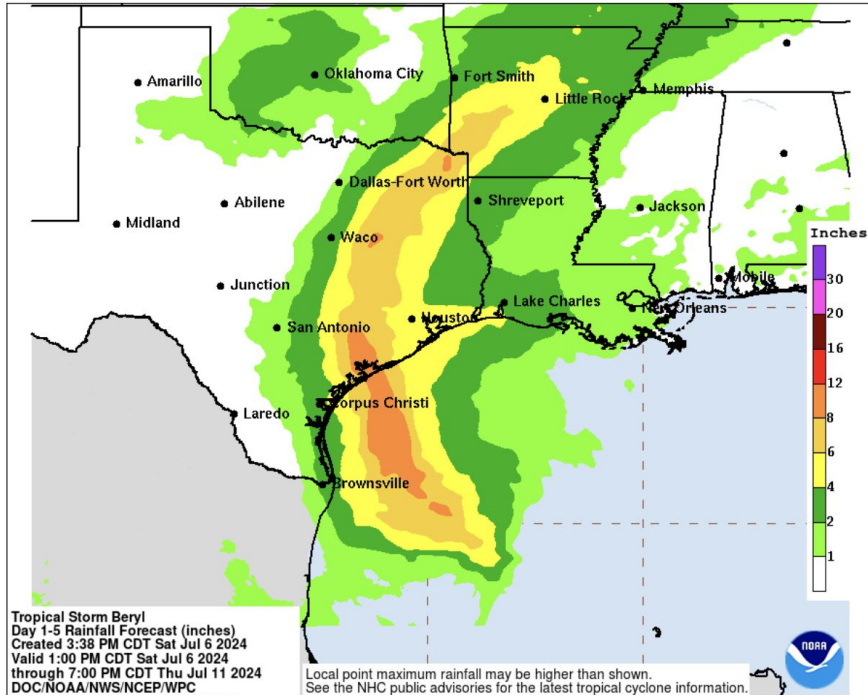 Oklahoma City
Fort Smith
Amarillo
Memphis
Little Rock
Dallas-Fort Worth
Abilene
Shreveport
Jackson
Midland
Waco
Inches
Mobile
30
Junction
Lake Charles
New Orleans
20
Houston
San Antonio
16
12
Corpus Christi
8
Laredo
6
Brownsville
4
2
1
Tropical Storm Beryl
Day 1-5 Rainfall Forecast (inches)
Created 3:38 PM CDT Sat Jul 6 2024
Valid 1:00 PM CDT Sat Jul 6 2024
through 7:00 PM CDT Thu Jul 11 2024
DOC/NOAA/NWS/NCEP/WPC
Local point maximum rainfall may be higher than shown.
See the NHC public advisories for the latest tropical cyclone information.
NOAA